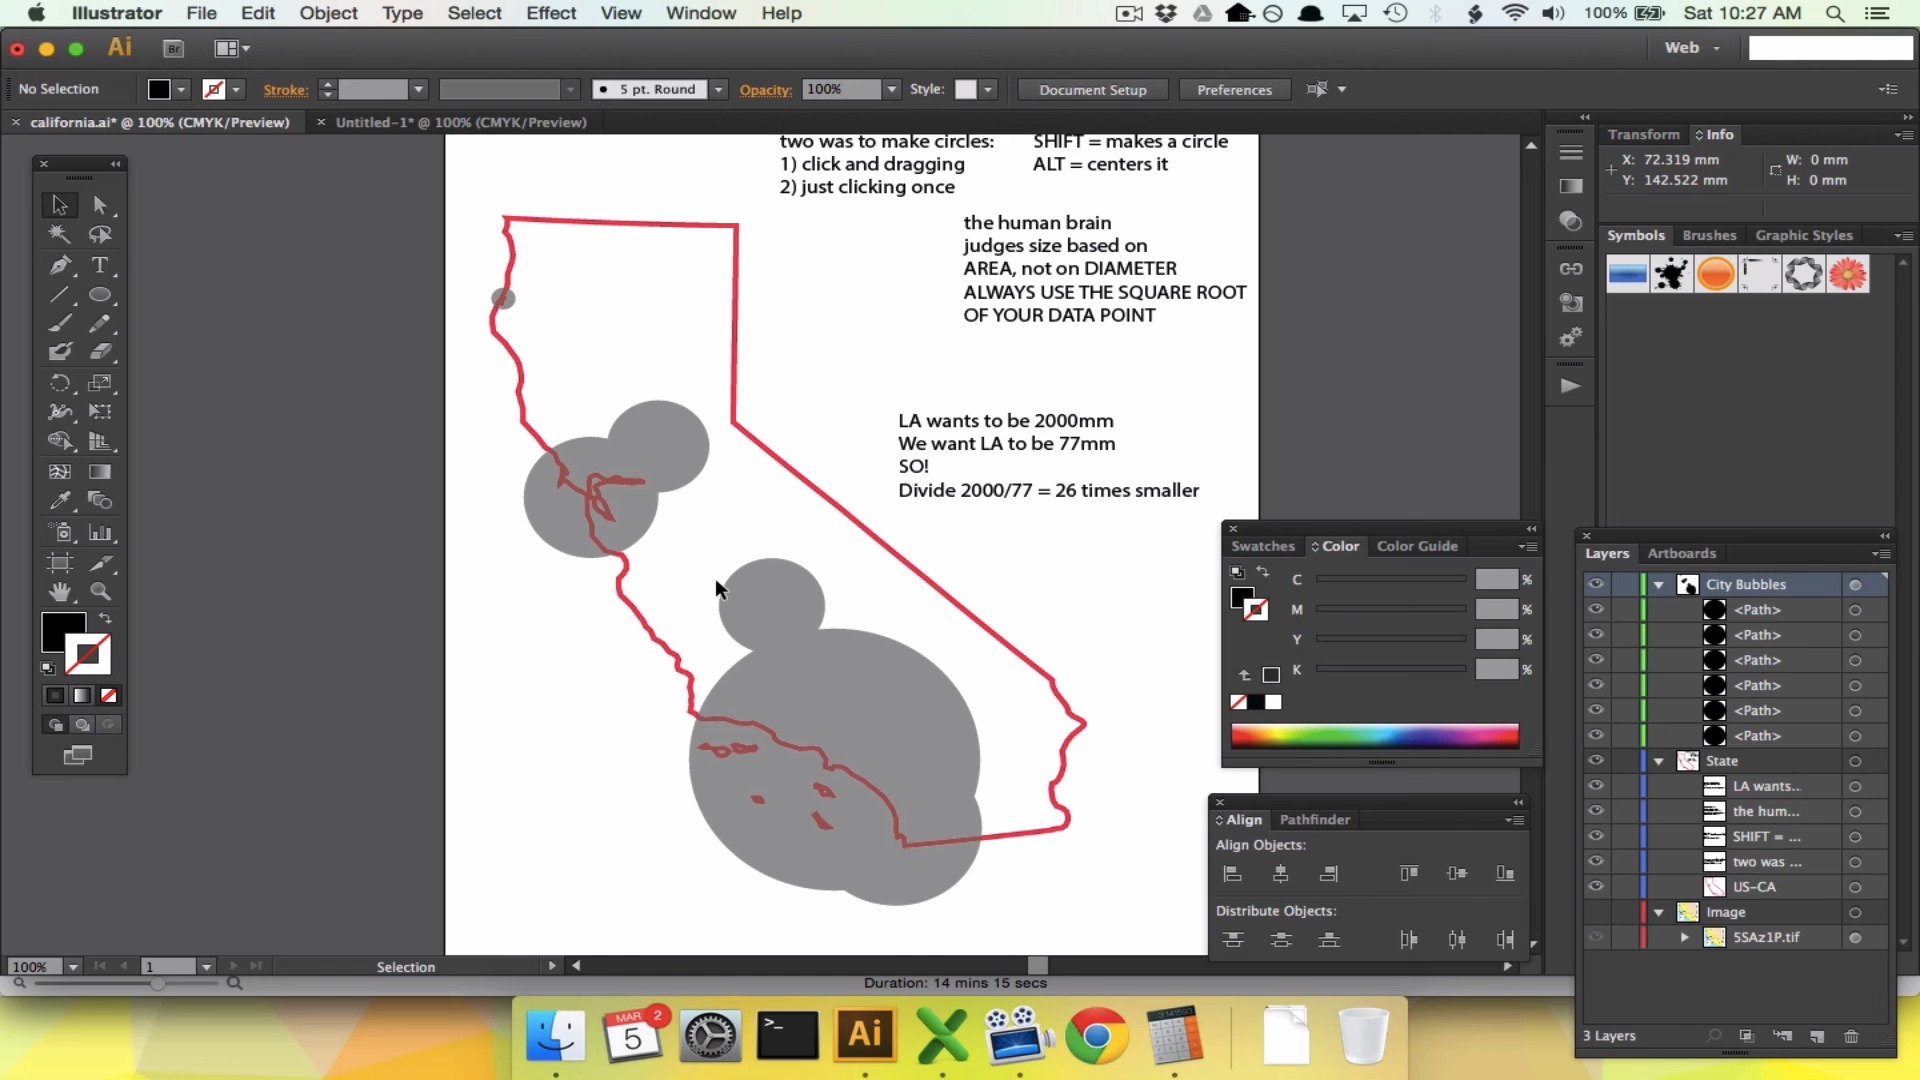 Illustrator File Edit Object Type Select Effect View Window Help
100% Sat 10:27 AM
Ai Br Web
No Selection Stroke: 5 pt. Round Opacity: 100% Style: Document Setup Preferences
california.ai* @ 100% (CMYK/Preview) Untitled-1* @ 100% (CMYK/Preview)
two was to make circles:
1) click and dragging
2) just clicking once
SHIFT = makes a circle
ALT = centers it
the human brain
judges size based on
AREA, not on DIAMETER
ALWAYS USE THE SQUARE ROOT
OF YOUR DATA POINT
LA wants to be 2000mm
We want LA to be 77mm
SO!
Divide 2000/77 = 26 times smaller
Transform Info
X: 72.319 mm
Y: 142.522 mm
W: 0 mm
H: 0 mm
Symbols Brushes Graphic Styles
Swatches Color Color Guide
C %
M %
Y %
K %
Align Pathfinder
Align Objects:
Distribute Objects:
Layers Artboards
City Bubbles
<Path>
<Path>
<Path>
<Path>
<Path>
<Path>
State
LA wants...
the hum...
SHIFT = ...
two was ...
US-CA
Image
5SAz1P.tif
3 Layers
100% 1 Selection
Duration: 14 mins 15 secs
MAR 2
5
>_
Ai